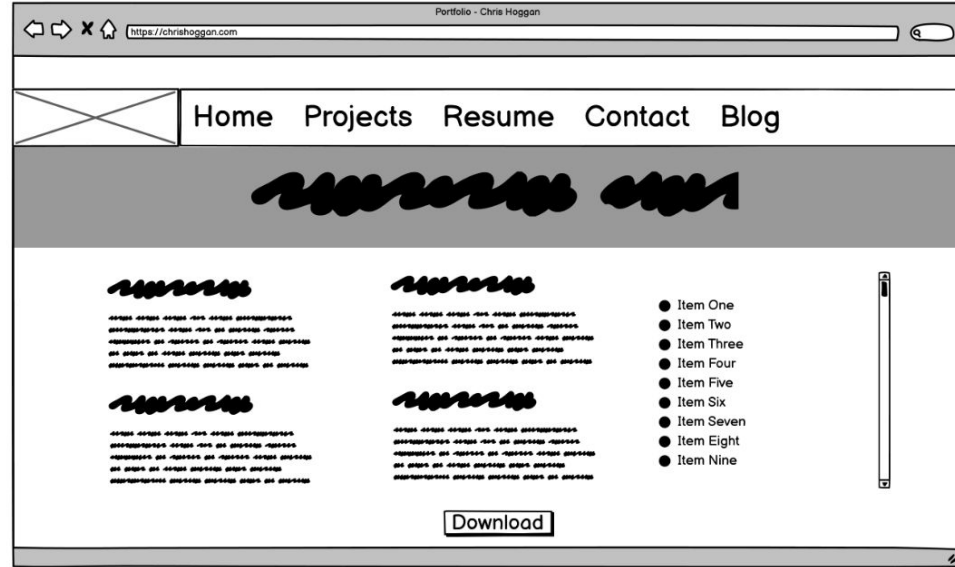 Portfolio - Chris Hoggan
https://chrishoggan.com
Home Projects Resume Contact Blog
Item One
Item Two
Item Three
Item Four
Item Five
Item Six
Item Seven
Item Eight
Item Nine
Download